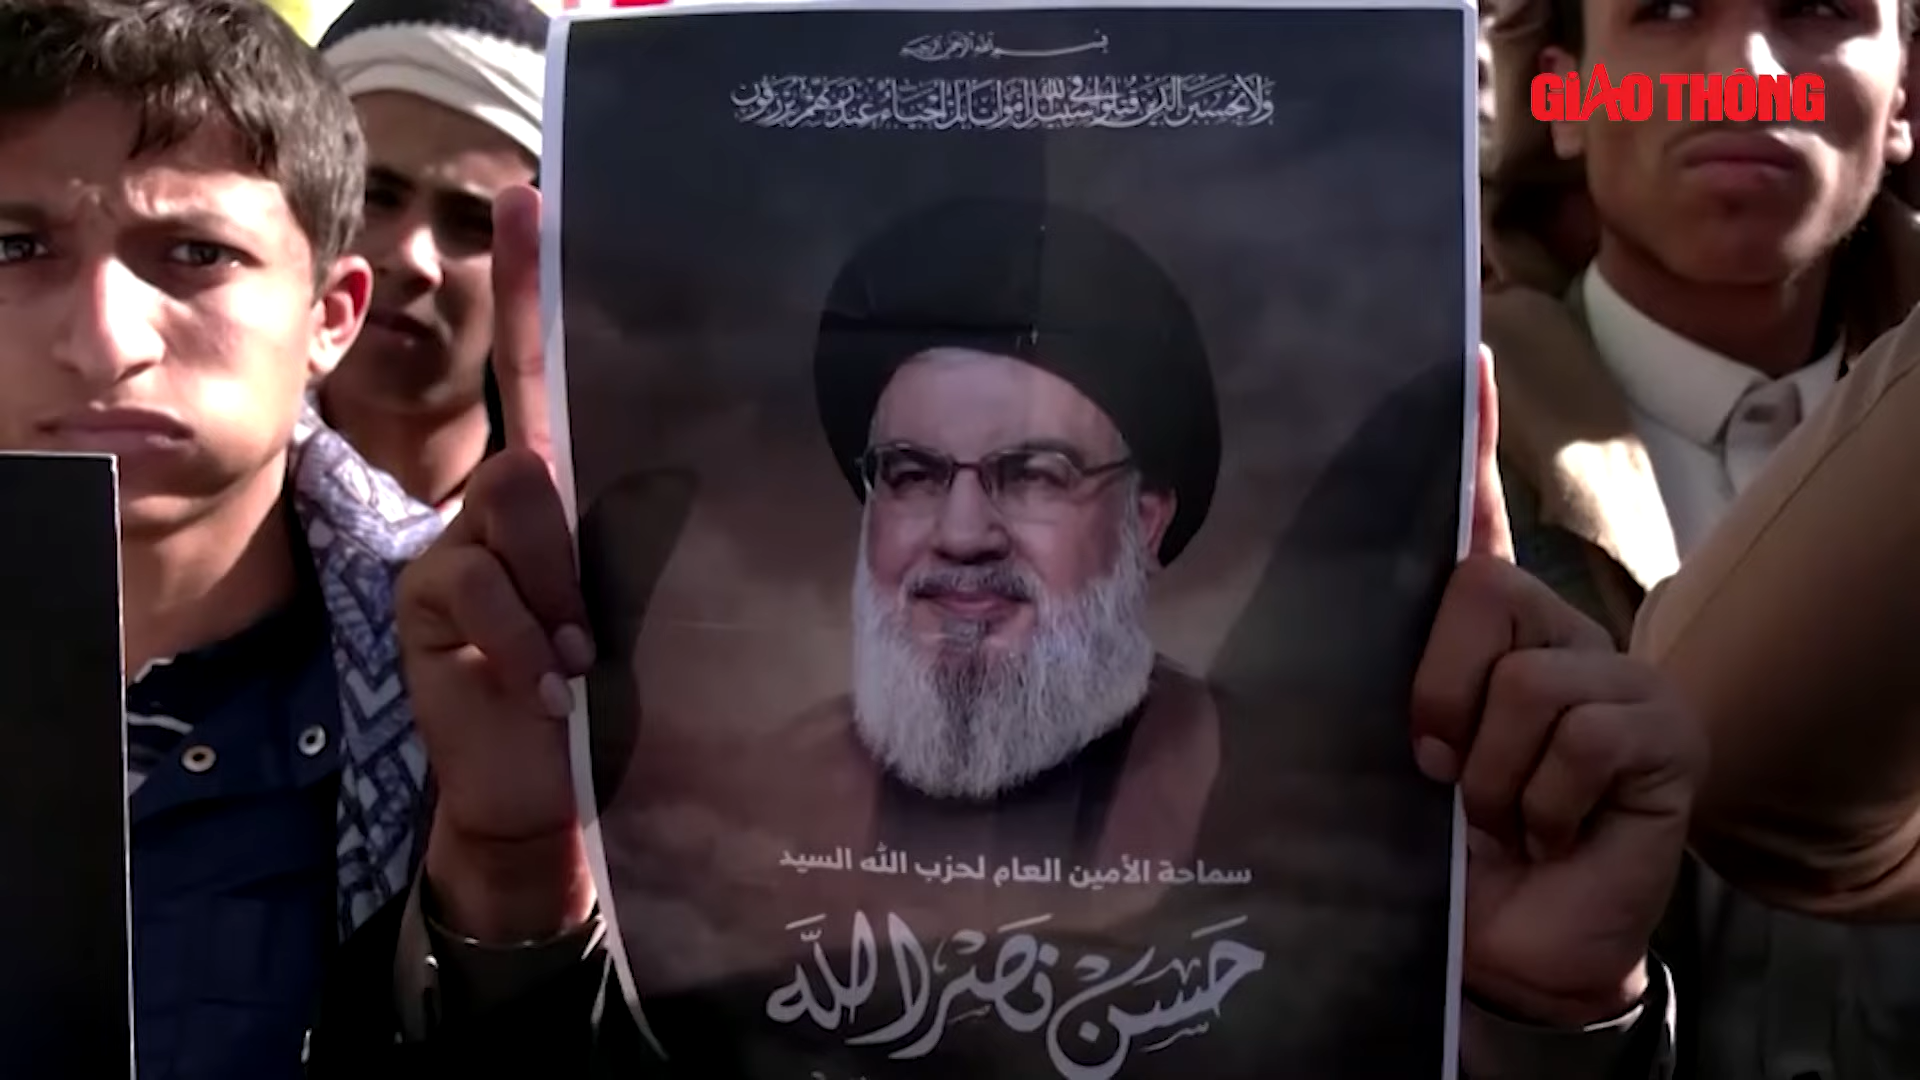 بسم الله الرحمن الرحيم
GIAO THÔNG
ولا تحسبن الذين قتلوا في سبيل الله أمواتا بل أحياء عند ربهم يرزقون
سماحة الأمين العام لحزب الله السيد
حسن نصر الله